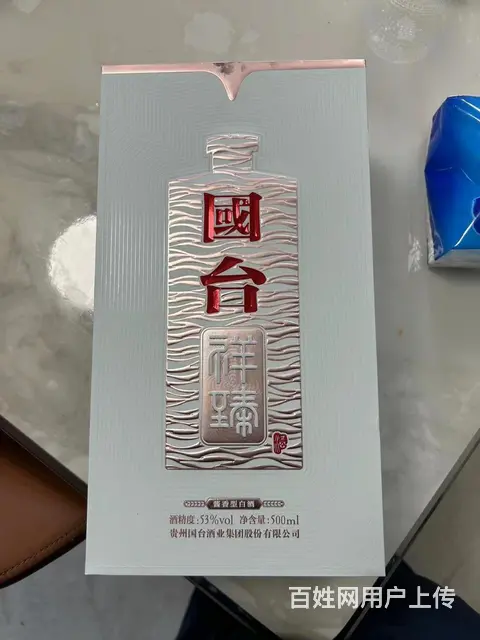 國
台
祥
臻
酱香型白酒
酒精度:53%vol 净含量:500ml
贵州国台酒业集团股份有限公司
百姓网用户上传